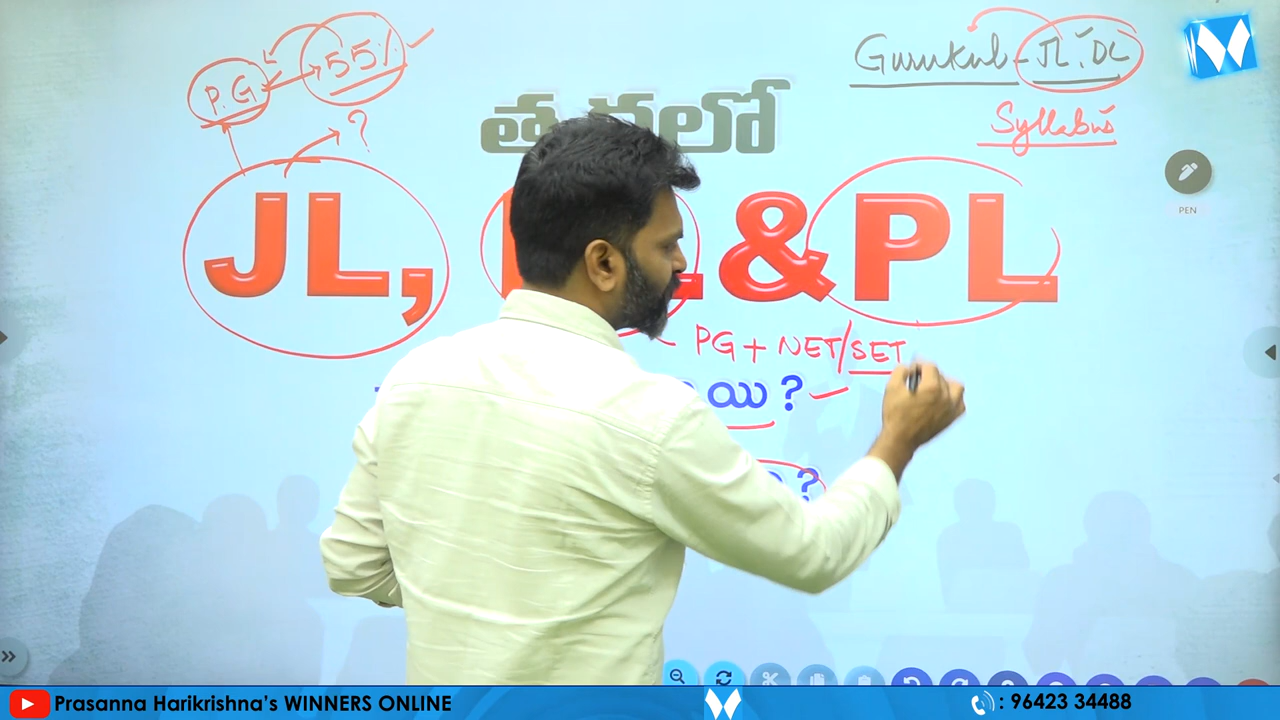 P.G 55%
Gurukul - JL, DL
Syllabus
?
PEN
JL, & PL
PG + NET/SET
?
?
Prasanna Harikrishna's WINNERS ONLINE
: 96423 34488